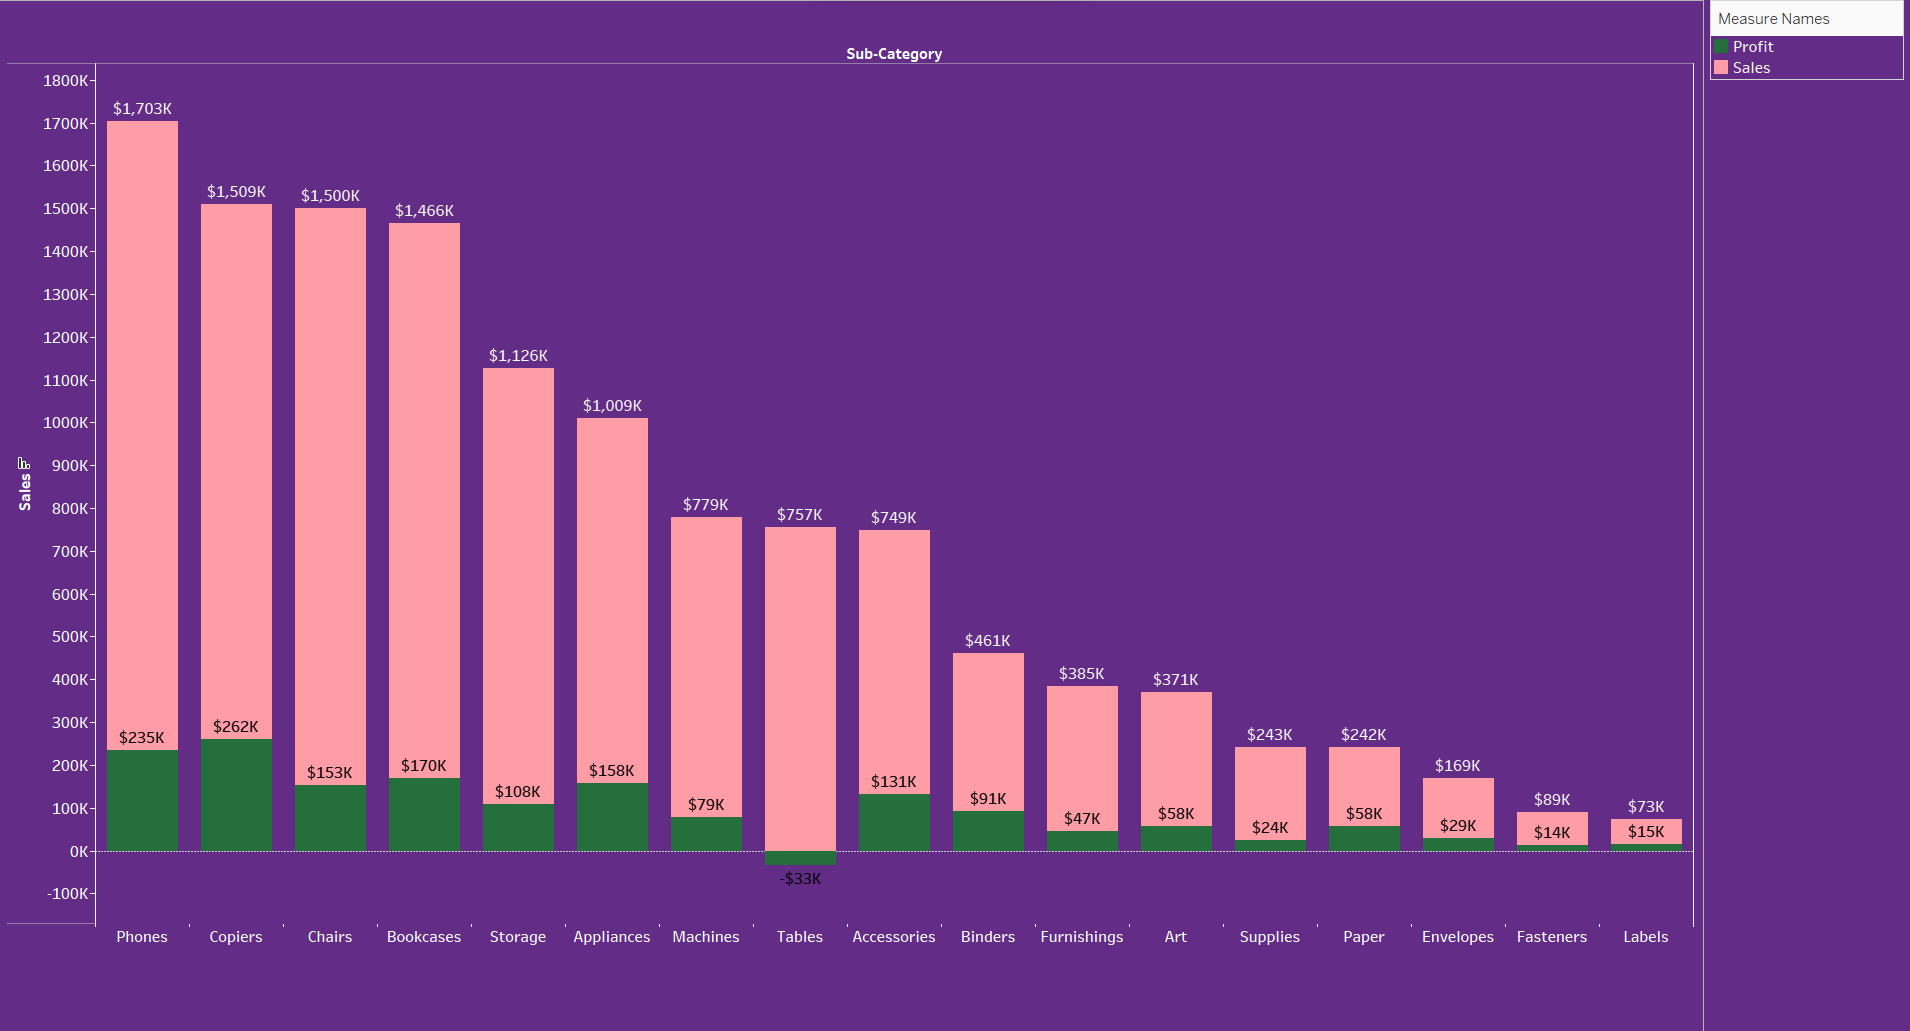 Measure Names
Profit
Sales
Sub-Category
1800K
1700K
1600K
1500K
1400K
1300K
1200K
1100K
1000K
900K
800K
700K
600K
500K
400K
300K
200K
100K
0K
-100K
Sales
$1,703K
$1,509K
$1,500K
$1,466K
$1,126K
$1,009K
$779K
$757K
$749K
$461K
$385K
$371K
$243K
$242K
$169K
$89K
$73K
$235K
$262K
$153K
$170K
$108K
$158K
$79K
-$33K
$131K
$91K
$47K
$58K
$24K
$58K
$29K
$14K
$15K
Phones
Copiers
Chairs
Bookcases
Storage
Appliances
Machines
Tables
Accessories
Binders
Furnishings
Art
Supplies
Paper
Envelopes
Fasteners
Labels